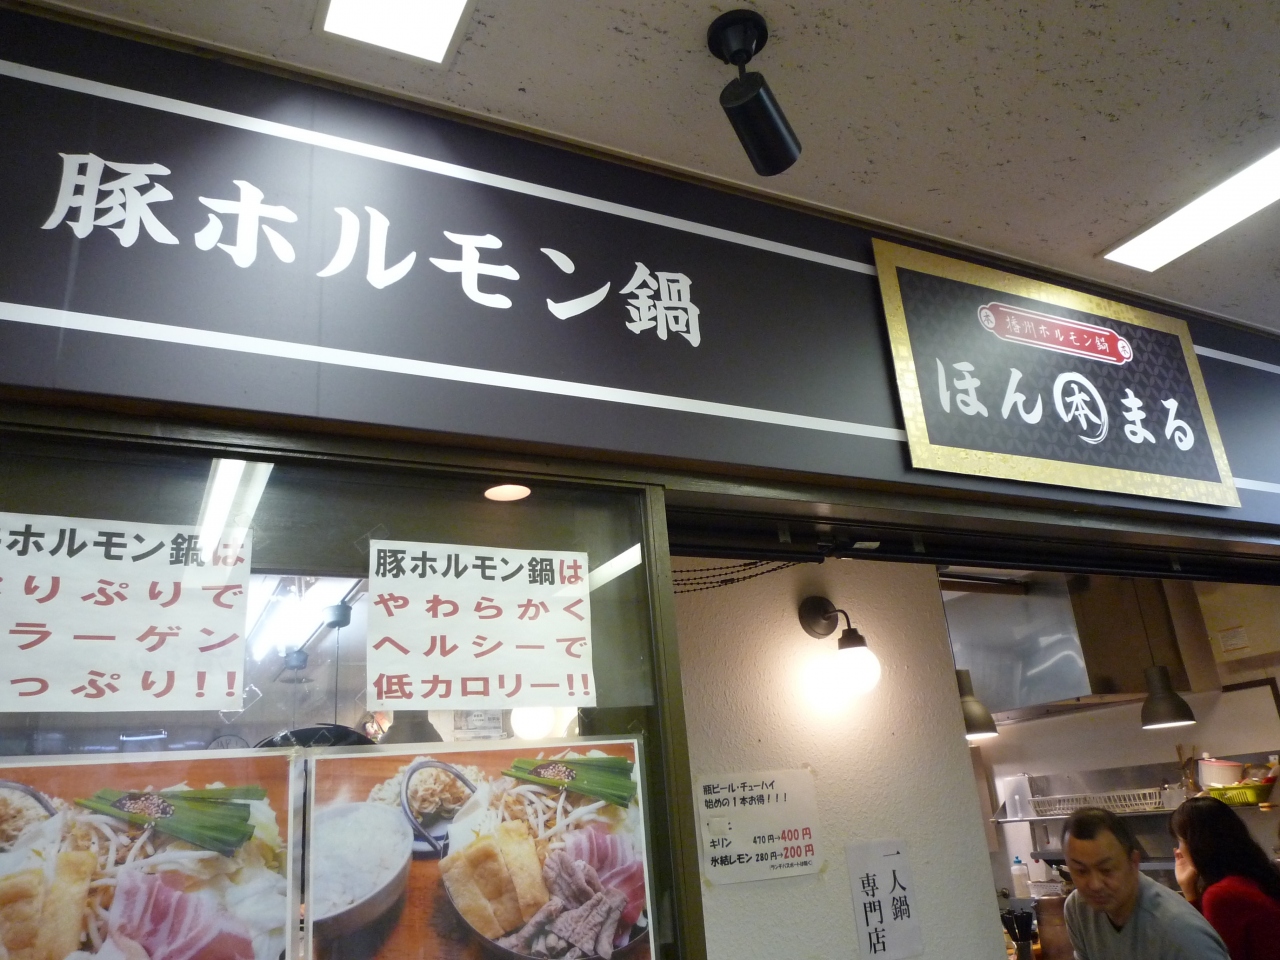 豚ホルモン鍋
播州ホルモン鍋
ほん本まる
ホルモン鍋は
りぷりで
ラーゲン
っぷり!!
豚ホルモン鍋は
やわらかく
ヘルシーで
低カロリー!!
瓶ビール・チューハイ
始めの1本お得!!!
キリン 470円→400円
氷結レモン 280円→200円
一人鍋
専門店